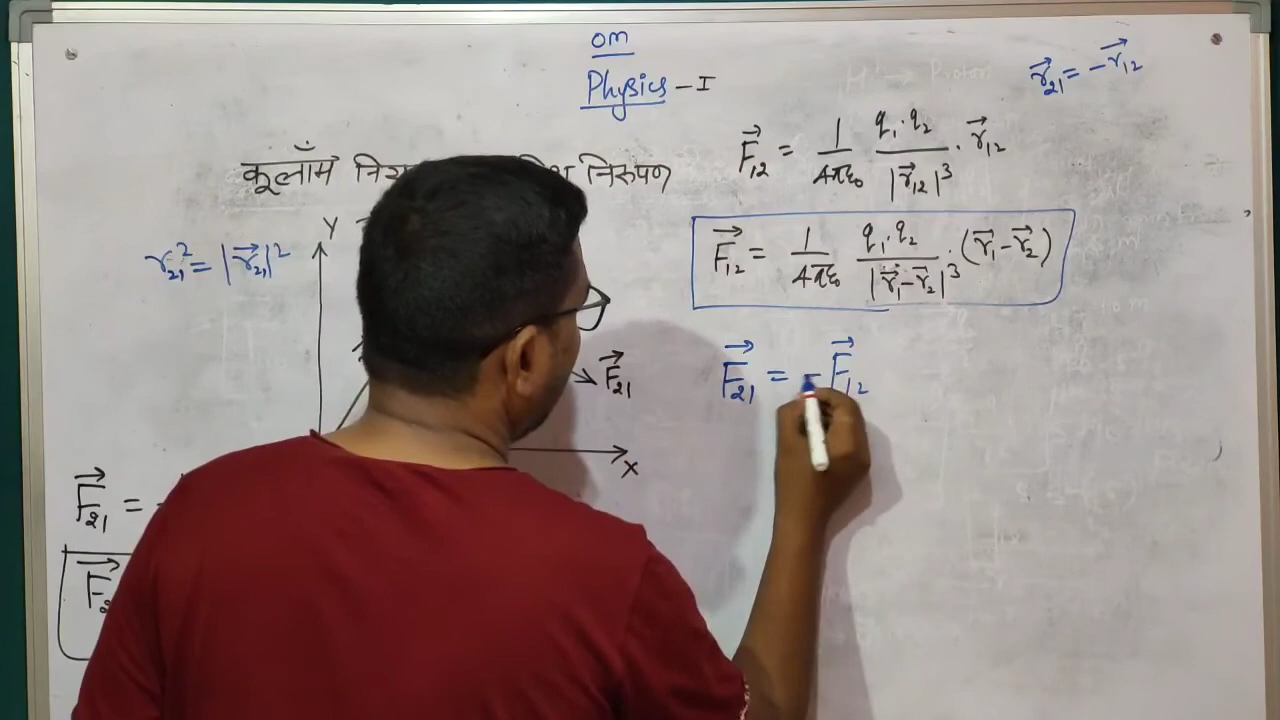 OM
Physics - I
कूलॉम निरूपण
r₂₁² = |r⃗₂₁|²
Y
X
F⃗₂₁
F⃗₂₁ =
r⃗₂₁ = -r⃗₁₂
F⃗₁₂ = 1/4πε₀ q₁·q₂/|r⃗₁₂|³ · r⃗₁₂
F⃗₁₂ = 1/4πε₀ q₁·q₂/|r⃗₁-r⃗₂|³ · (r⃗₁-r⃗₂)
F⃗₂₁ = -F⃗₁₂